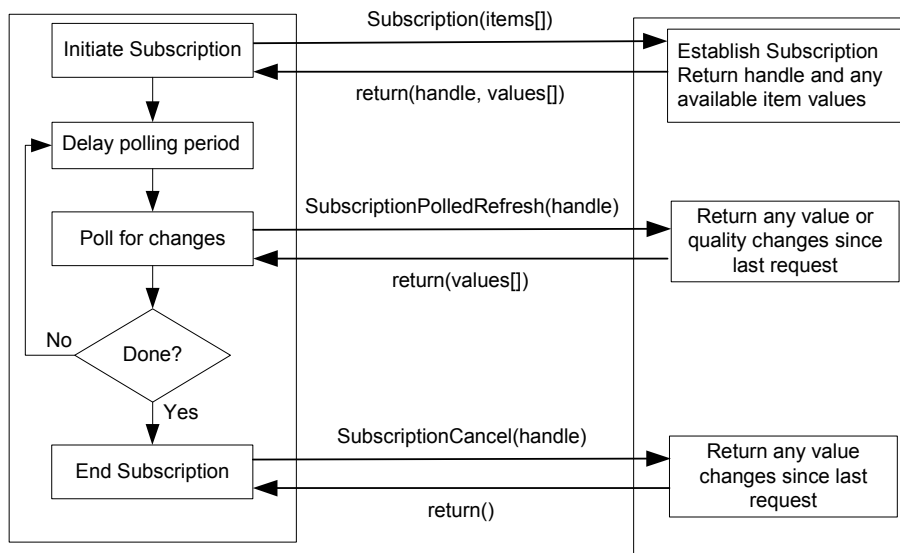 Subscription(items[])
Initiate Subscription
Establish Subscription
Return handle and any
available item values
return(handle, values[])
Delay polling period
SubscriptionPolledRefresh(handle)
Poll for changes
Return any value or
quality changes since
last request
return(values[])
No
Done?
Yes
SubscriptionCancel(handle)
End Subscription
Return any value
changes since last
request
return()